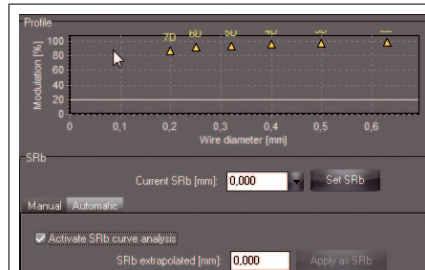 Profile
7D 6D 5D 4D 3D 2D
Modulation [%]
100
80
60
40
20
0
0 0,1 0,2 0,3 0,4 0,5 0,6
Wire diameter [mm]
SRb
Current SRb [mm]: 0,000 Set SRb
Manual Automatic
Activate SRb curve analysis
SRb extrapolated [mm]: 0,000 Apply as SRb